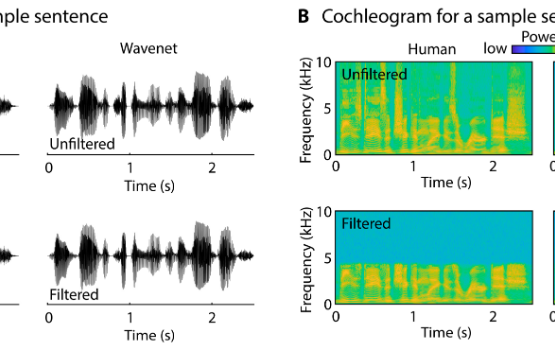 ple sentence
Wavenet
Unfiltered
0 1 2
Time (s)
Filtered
0 1 2
Time (s)
B Cochleogram for a sample se
Powe
Human low
Frequency (kHz)
10
5
0
Unfiltered
0 1 2
Time (s)
Frequency (kHz)
10
5
0
Filtered
0 1 2
Time (s)